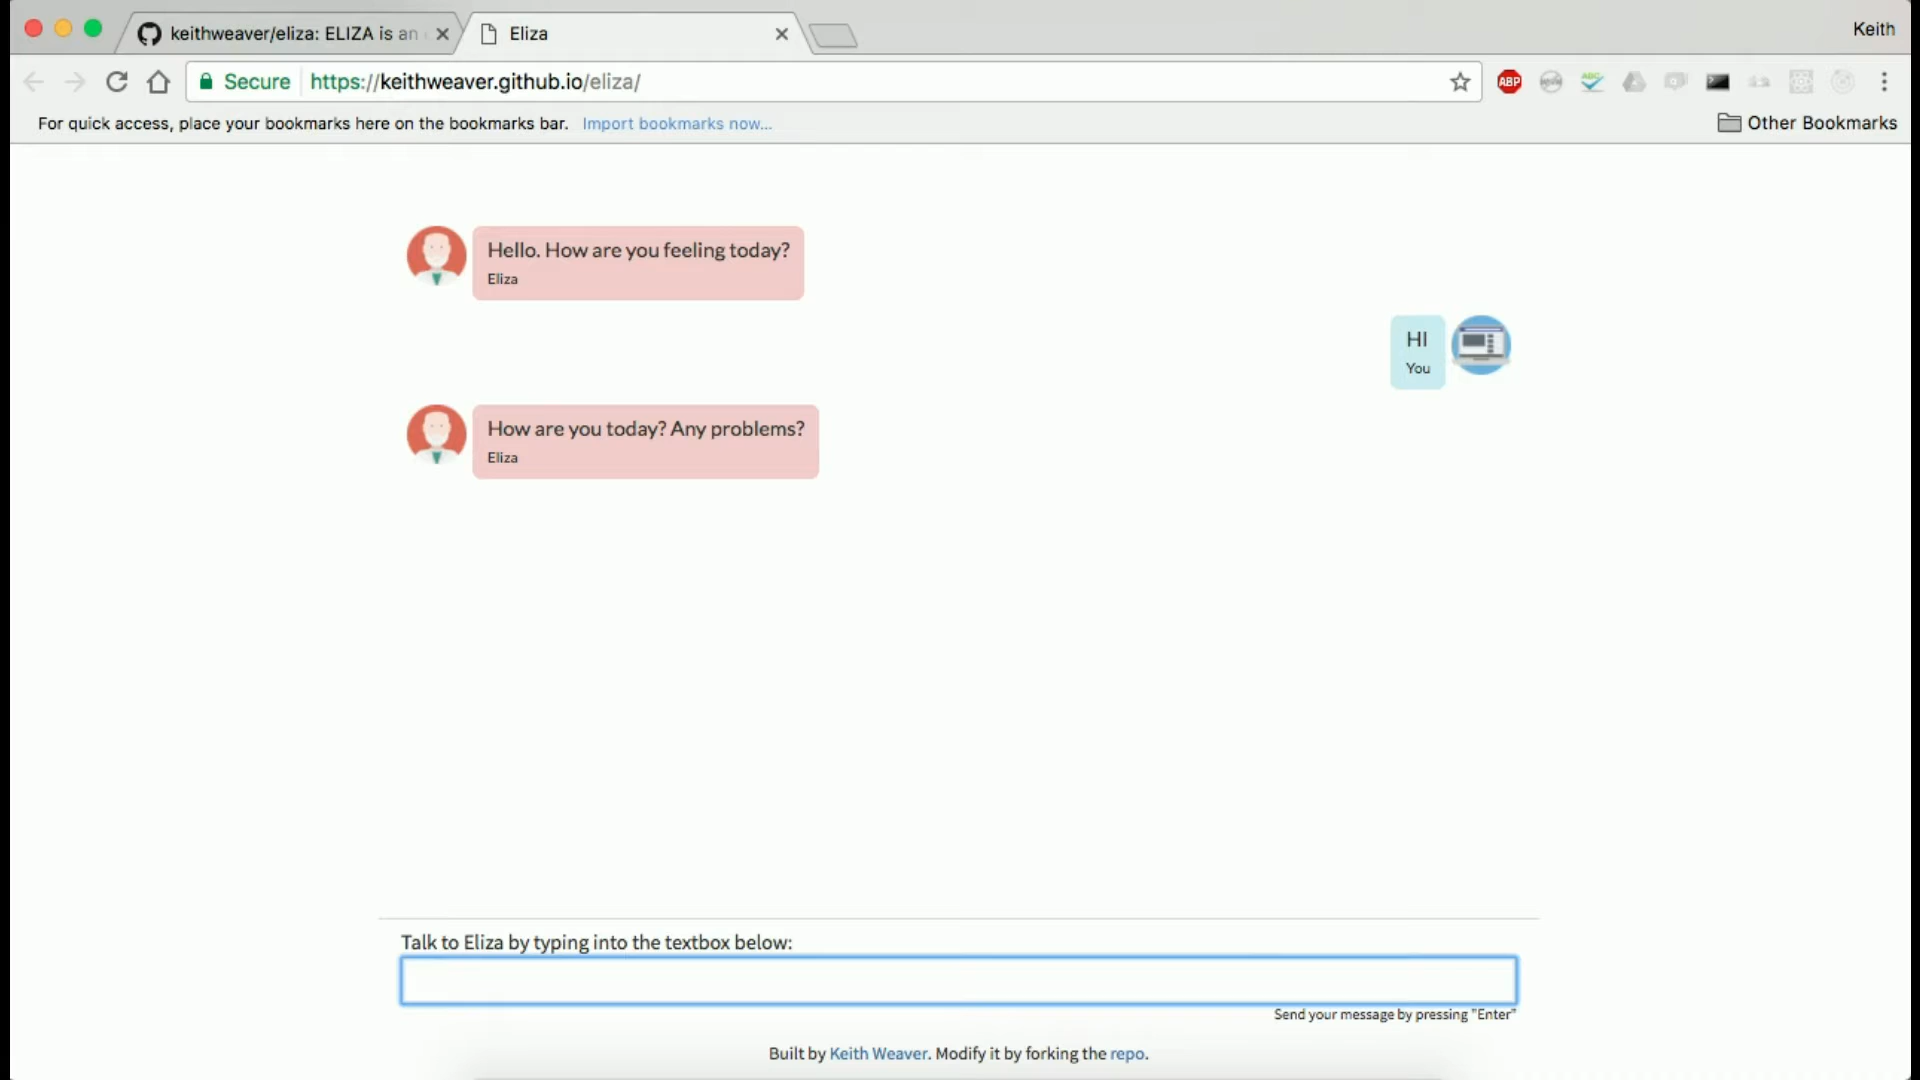 keithweaver/eliza: ELIZA is an
Eliza
Keith
Secure https://keithweaver.github.io/eliza/
ABP
ABC
For quick access, place your bookmarks here on the bookmarks bar. Import bookmarks now...
Other Bookmarks
Hello. How are you feeling today?
Eliza
HI
You
How are you today? Any problems?
Eliza
Talk to Eliza by typing into the textbox below:
Send your message by pressing "Enter"
Built by Keith Weaver. Modify it by forking the repo.